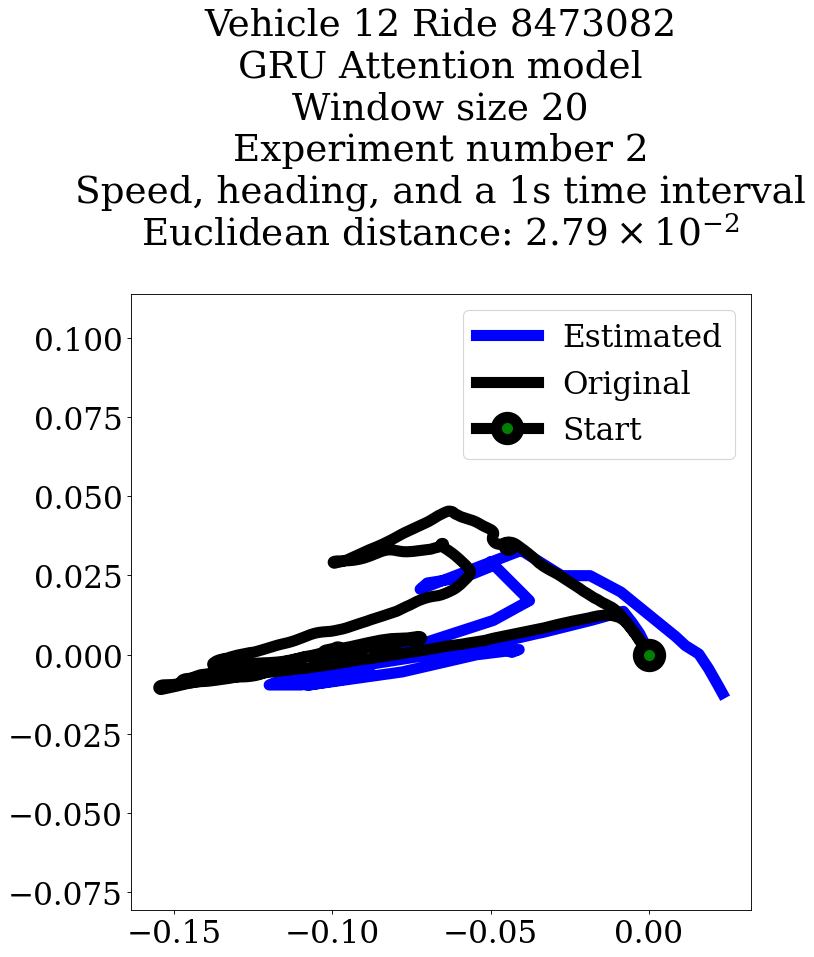 Vehicle 12 Ride 8473082
GRU Attention model
Window size 20
Experiment number 2
Speed, heading, and a 1s time interval
Euclidean distance: 2.79 × 10⁻²
Estimated
Original
Start
0.100
0.075
0.050
0.025
0.000
−0.025
−0.050
−0.075
−0.15 −0.10 −0.05 0.00